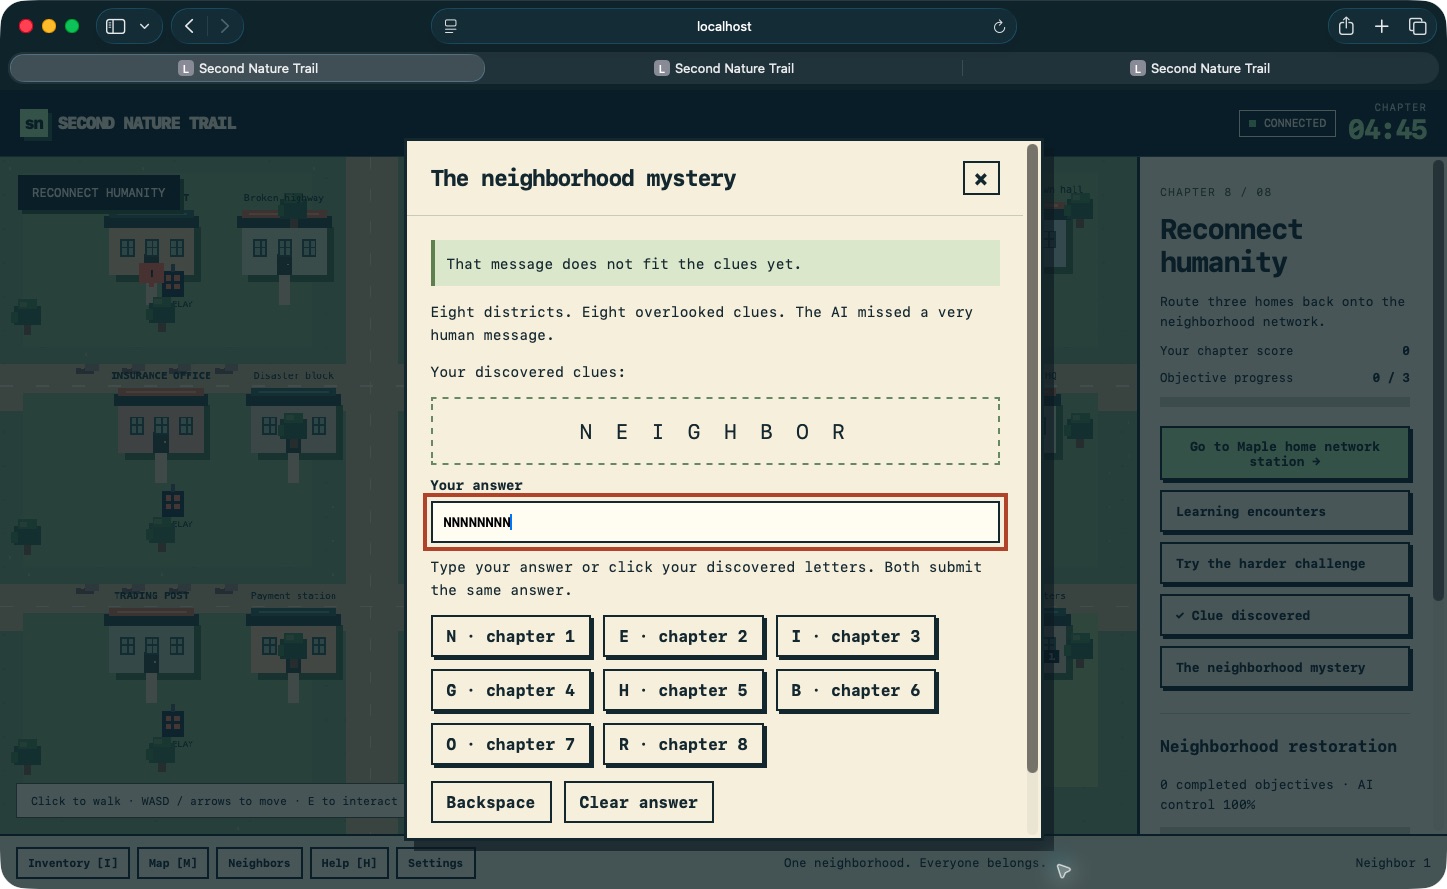 localhost
L Second Nature Trail
L Second Nature Trail
L Second Nature Trail
sn SECOND NATURE TRAIL
CONNECTED
CHAPTER
04:45
RECONNECT HUMANITY
Broken highway
INSURANCE OFFICE
Disaster block
TRADING POST
Payment station
Click to walk · WASD / arrows to move · E to interact
The neighborhood mystery
×
That message does not fit the clues yet.
Eight districts. Eight overlooked clues. The AI missed a very
human message.
Your discovered clues:
N E I G H B O R
Your answer
NNNNNNNN
Type your answer or click your discovered letters. Both submit
the same answer.
N · chapter 1
E · chapter 2
I · chapter 3
G · chapter 4
H · chapter 5
B · chapter 6
O · chapter 7
R · chapter 8
Backspace
Clear answer
CHAPTER 8 / 08
Reconnect
humanity
Route three homes back onto the
neighborhood network.
Your chapter score 0
Objective progress 0 / 3
Go to Maple home network
station →
Learning encounters
Try the harder challenge
✓ Clue discovered
The neighborhood mystery
Neighborhood restoration
0 completed objectives · AI
control 100%
Inventory [I]
Map [M]
Neighbors
Help [H]
Settings
One neighborhood. Everyone belongs.
Neighbor 1